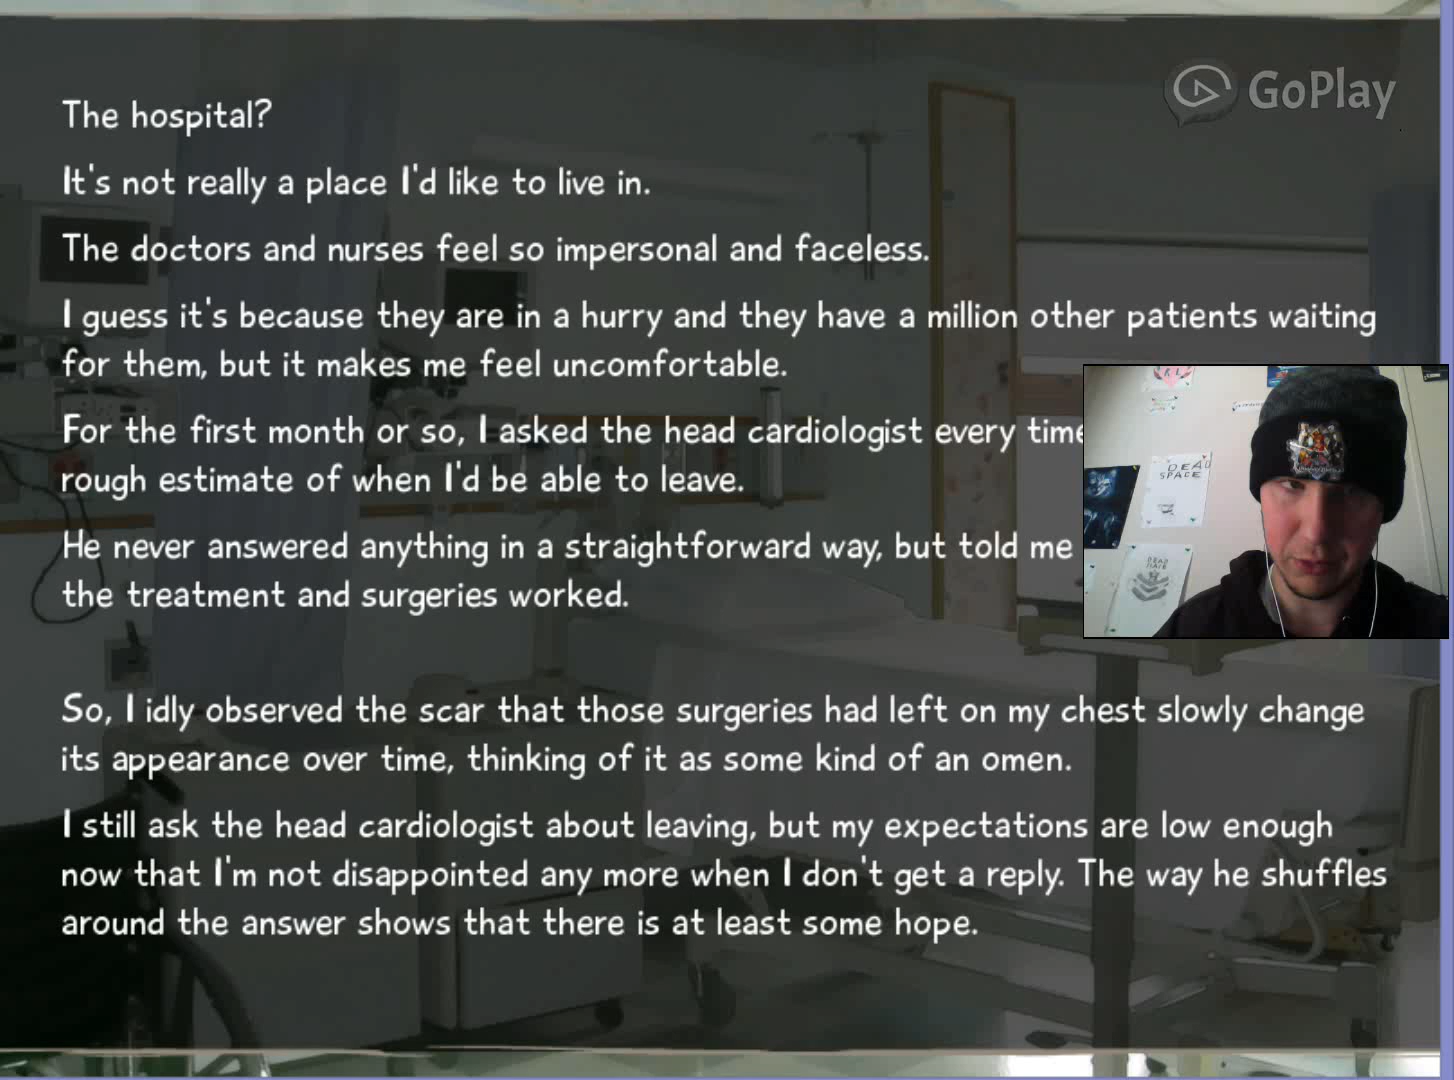 The hospital?
It's not really a place I'd like to live in.
The doctors and nurses feel so impersonal and faceless.
I guess it's because they are in a hurry and they have a million other patients waiting
for them, but it makes me feel uncomfortable.
For the first month or so, I asked the head cardiologist every time
rough estimate of when I'd be able to leave.
He never answered anything in a straightforward way, but told me
the treatment and surgeries worked.
So, I idly observed the scar that those surgeries had left on my chest slowly change
its appearance over time, thinking of it as some kind of an omen.
I still ask the head cardiologist about leaving, but my expectations are low enough
now that I'm not disappointed any more when I don't get a reply. The way he shuffles
around the answer shows that there is at least some hope.
GoPlay
DEAD
SPACE
DEAD